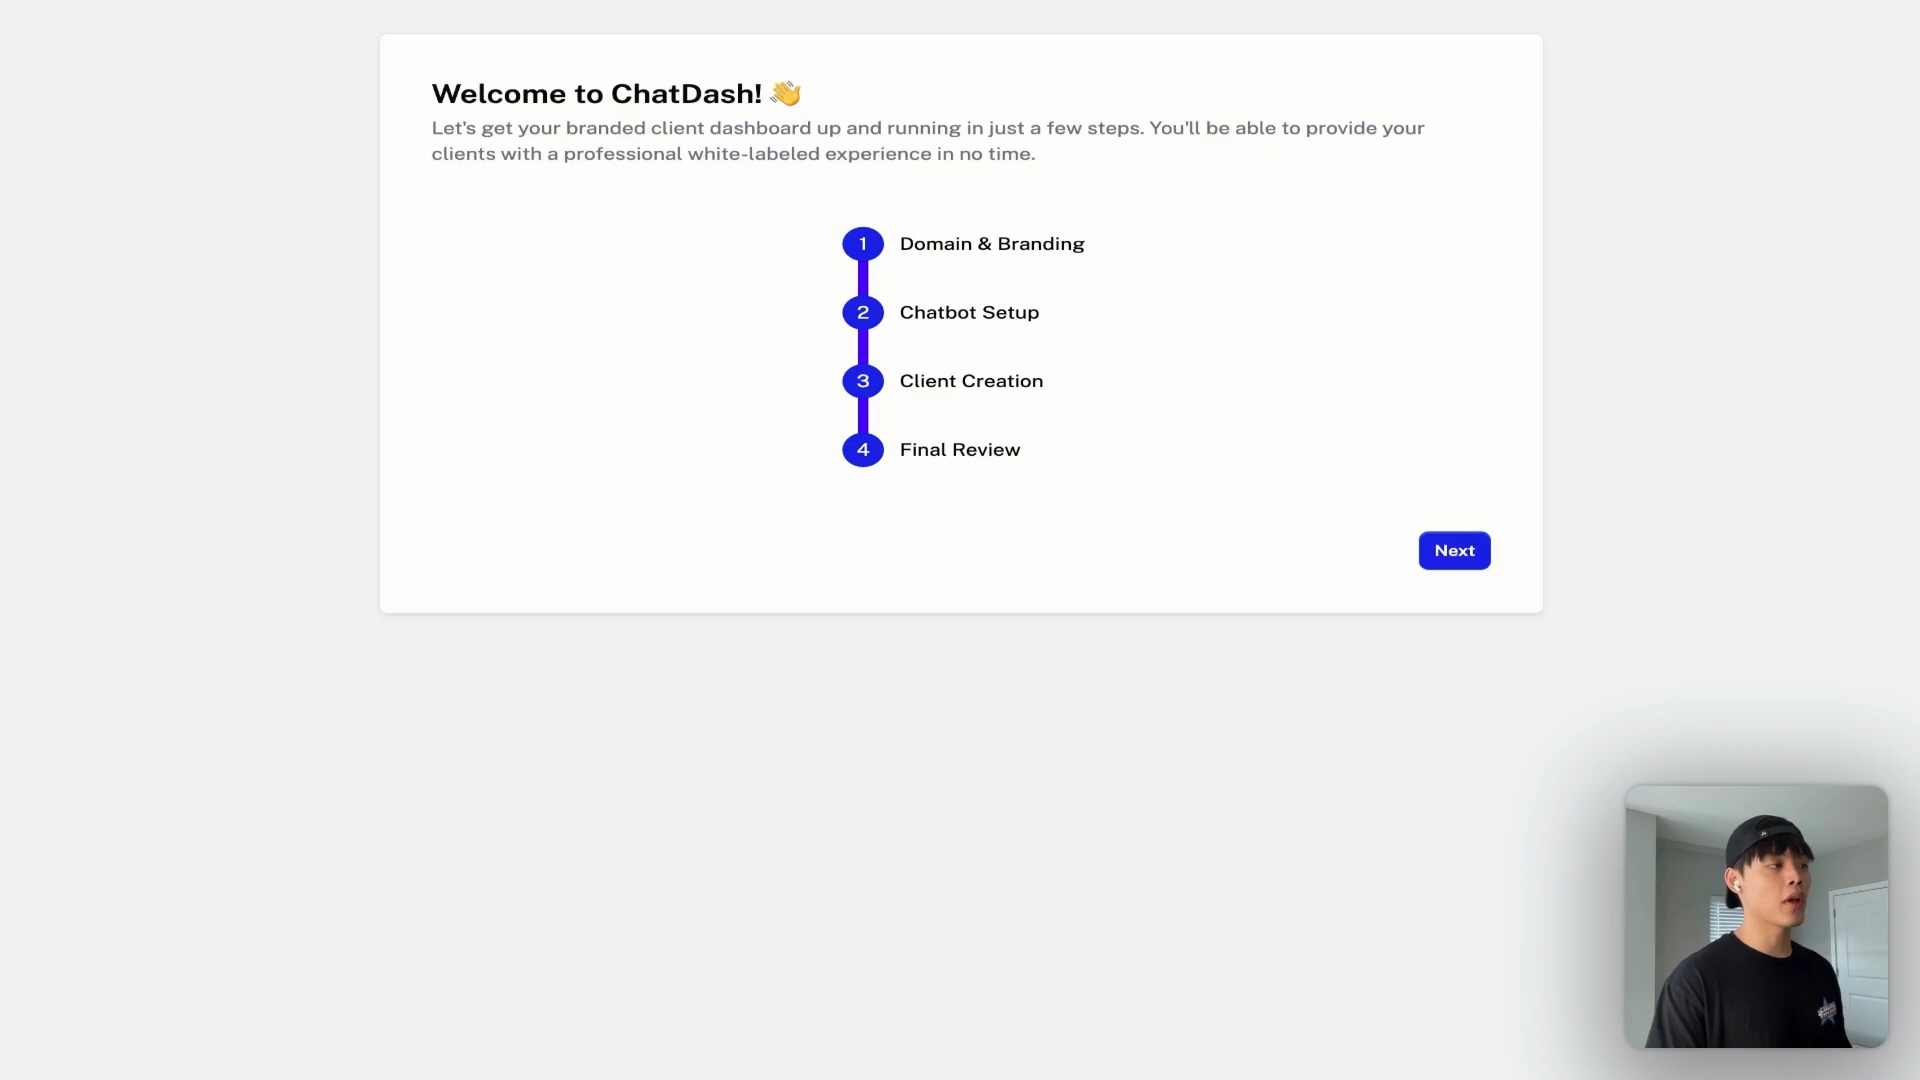 Welcome to ChatDash! 👋
Let's get your branded client dashboard up and running in just a few steps. You'll be able to provide your
clients with a professional white-labeled experience in no time.
1 Domain & Branding
2 Chatbot Setup
3 Client Creation
4 Final Review
Next